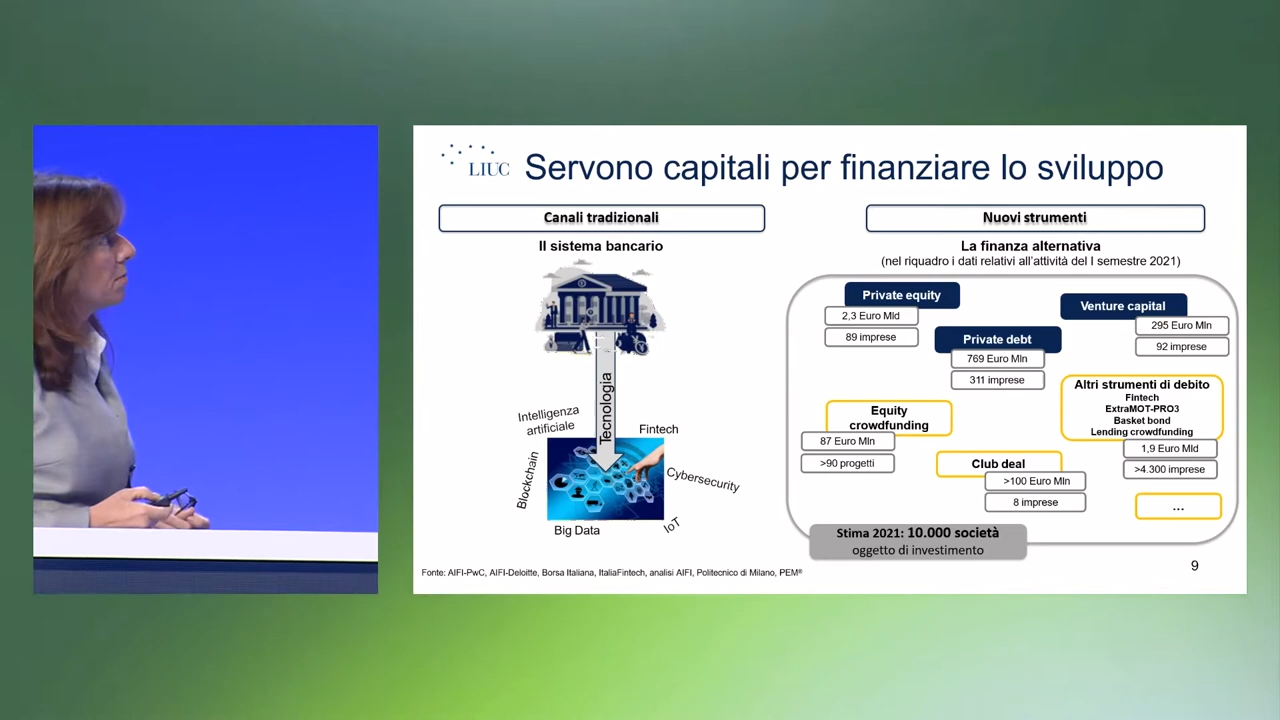 LIUC
Servono capitali per finanziare lo sviluppo
Canali tradizionali
Il sistema bancario
Tecnologia
Intelligenza
artificiale
Fintech
Blockchain
Cybersecurity
Big Data
IoT
Nuovi strumenti
La finanza alternativa
(nel riquadro i dati relativi all'attività del I semestre 2021)
Private equity
2,3 Euro Mld
89 imprese
Venture capital
295 Euro Mln
92 imprese
Private debt
769 Euro Mln
311 imprese
Altri strumenti di debito
Fintech
ExtraMOT-PRO3
Basket bond
Lending crowdfunding
1,9 Euro Mld
>4.300 imprese
Equity
crowdfunding
87 Euro Mln
>90 progetti
Club deal
>100 Euro Mln
8 imprese
...
Stima 2021: 10.000 società
oggetto di investimento
Fonte: AIFI-PwC, AIFI-Deloitte, Borsa Italiana, ItaliaFintech, analisi AIFI, Politecnico di Milano, PEM®
9